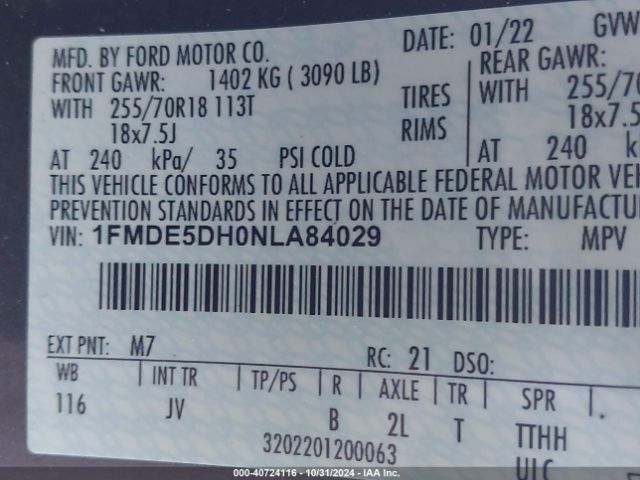 MFD. BY FORD MOTOR CO. DATE: 01/22 GVW
FRONT GAWR: 1402 KG ( 3090 LB) REAR GAWR:
WITH 255/70R18 113T TIRES WITH 255/70
18x7.5J RIMS 18x7.5
AT 240 kPa/ 35 PSI COLD AT 240
THIS VEHICLE CONFORMS TO ALL APPLICABLE FEDERAL MOTOR VEH
PREVENTION STANDARDS IN EFFECT ON THE DATE OF MANUFACTU
VIN: 1FMDE5DH0NLA84029 TYPE: MPV
EXT PNT: M7 RC: 21 DSO:
WB | INT TR | TP/PS | R | AXLE | TR | SPR |
116 JV B 2L T TTHH
3202201200063 ULC
000-40724116 - 10/31/2024 - IAA Inc.